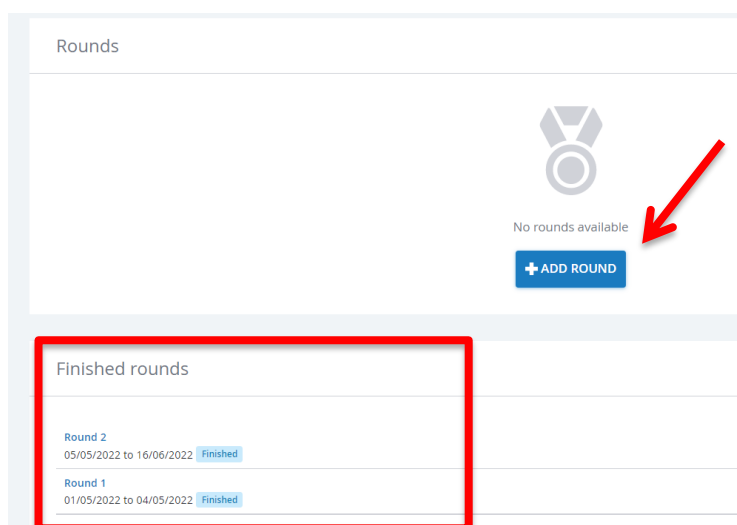 Rounds
No rounds available
+ ADD ROUND
Finished rounds
Round 2
05/05/2022 to 16/06/2022 Finished
Round 1
01/05/2022 to 04/05/2022 Finished